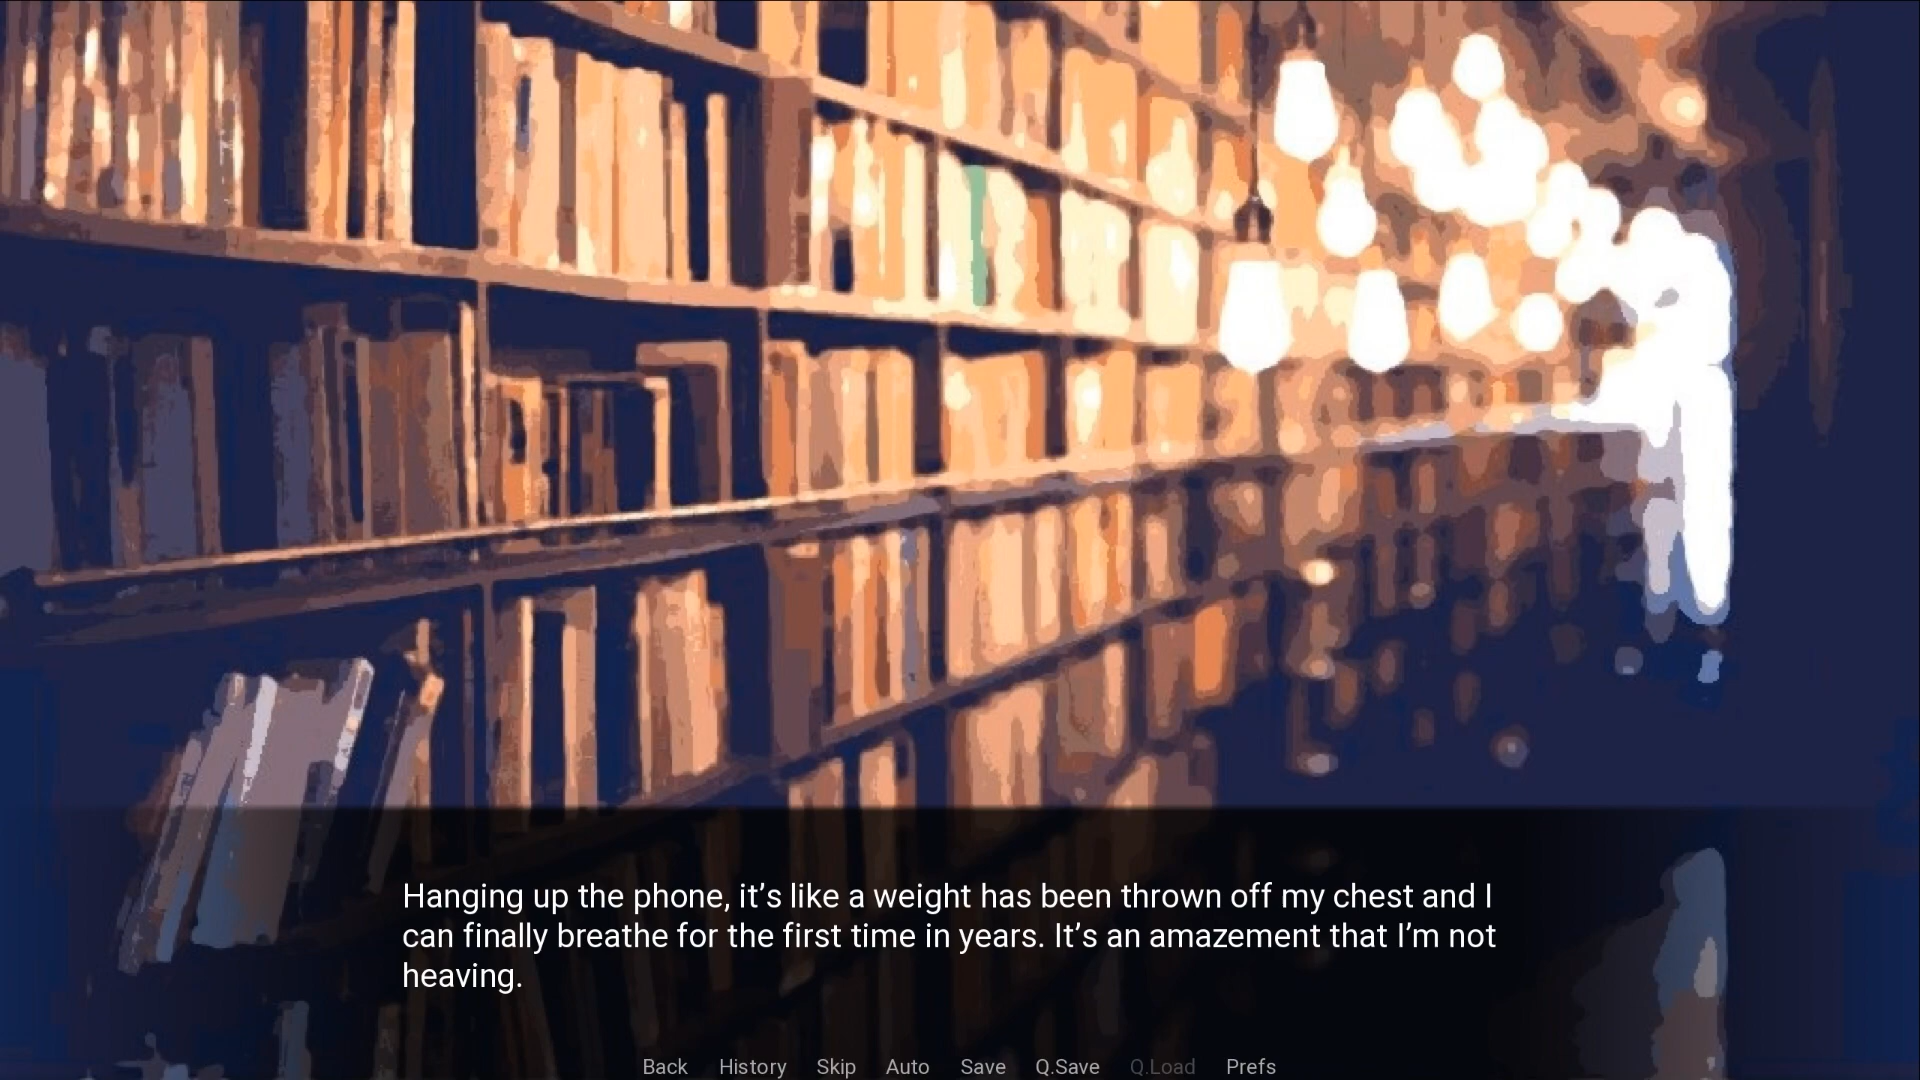 Hanging up the phone, it’s like a weight has been thrown off my chest and I
can finally breathe for the first time in years. It’s an amazement that I’m not
heaving.
Back History Skip Auto Save Q.Save Q.Load Prefs